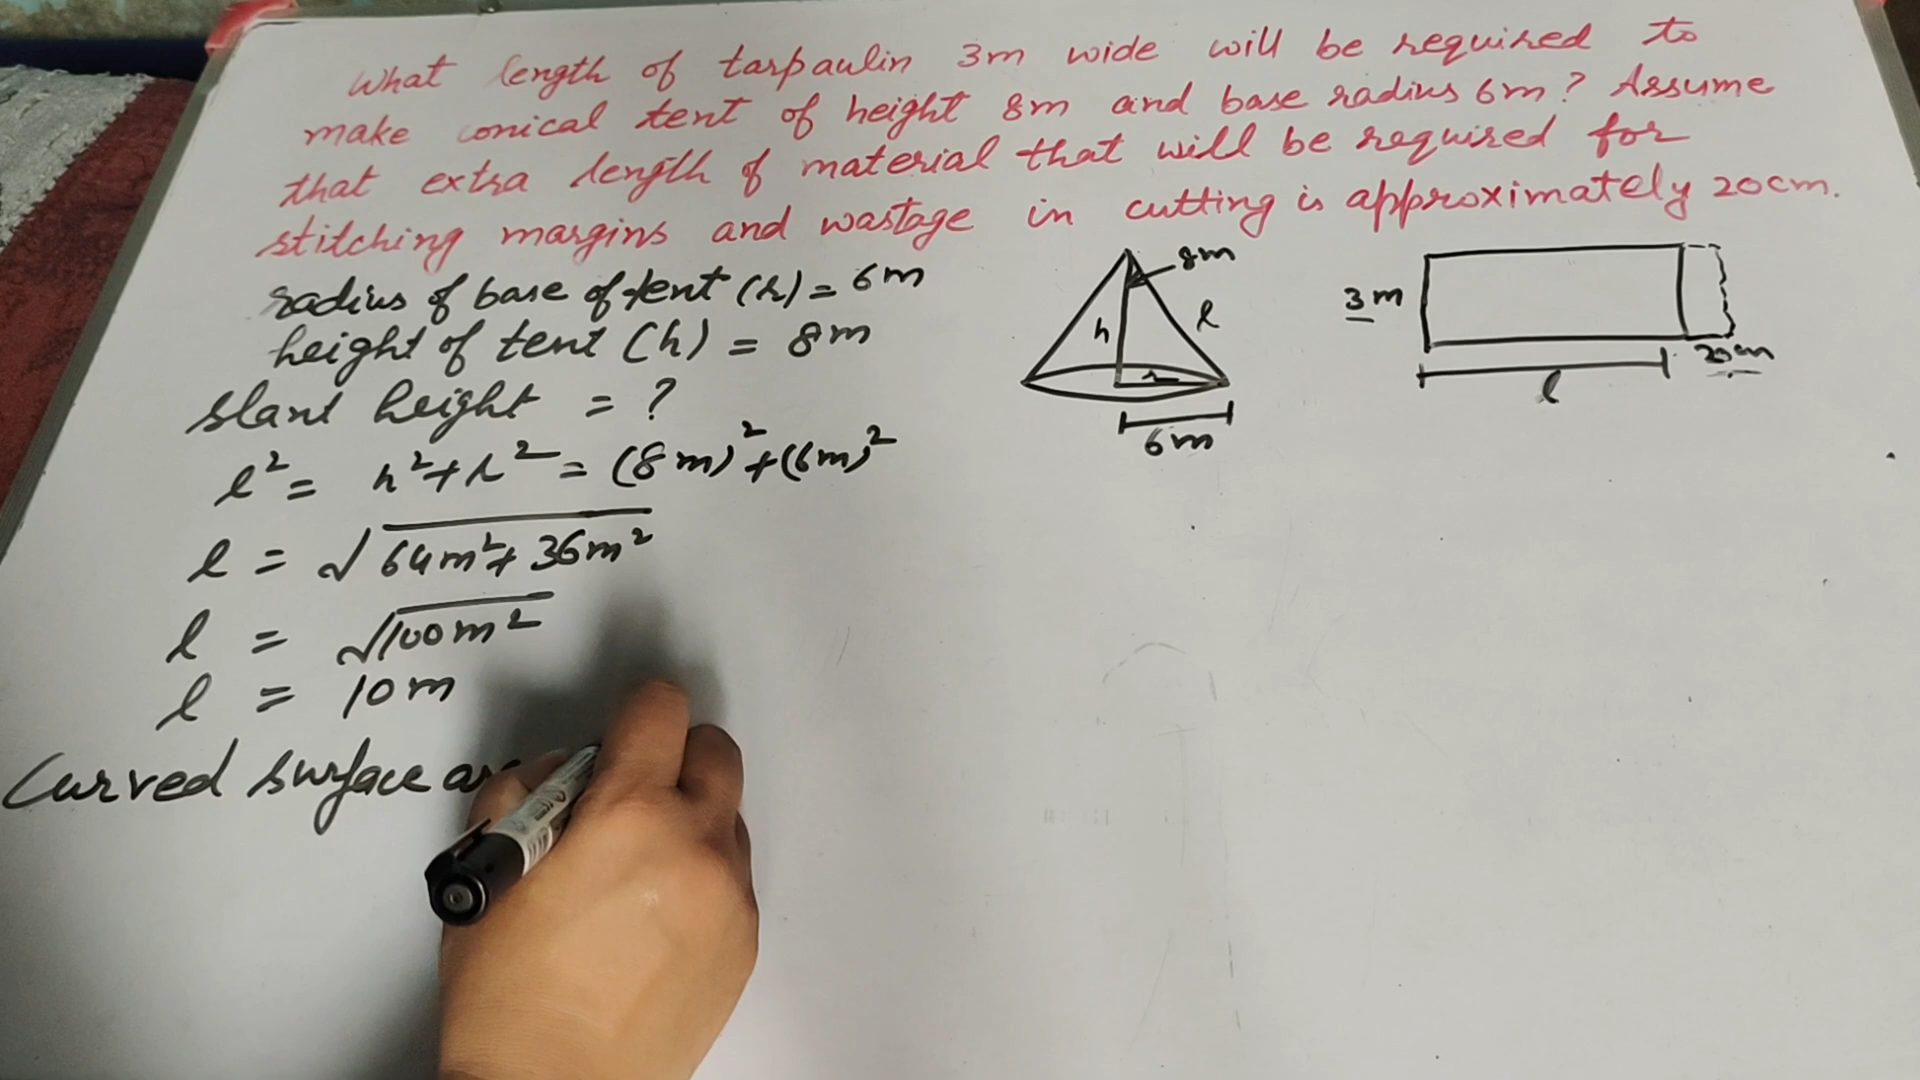 What length of tarpaulin 3m wide will be required to
make conical tent of height 8m and base radius 6m? Assume
that extra length of material that will be required for
stitching margins and wastage in cutting is approximately 20cm.
radius of base of tent (r) = 6m
height of tent (h) = 8m
slant height = ?
l² = h²+r² = (8m)²+(6m)²
l = √64m²+36m²
l = √100m²
l = 10m
Curved surface
8m
h
l
r
6m
3m
l
20cm